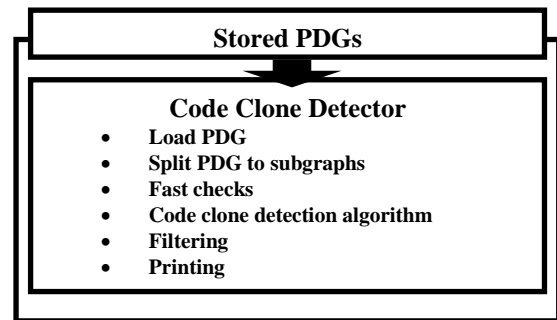 Stored PDGs
Code Clone Detector
• Load PDG
• Split PDG to subgraphs
• Fast checks
• Code clone detection algorithm
• Filtering
• Printing